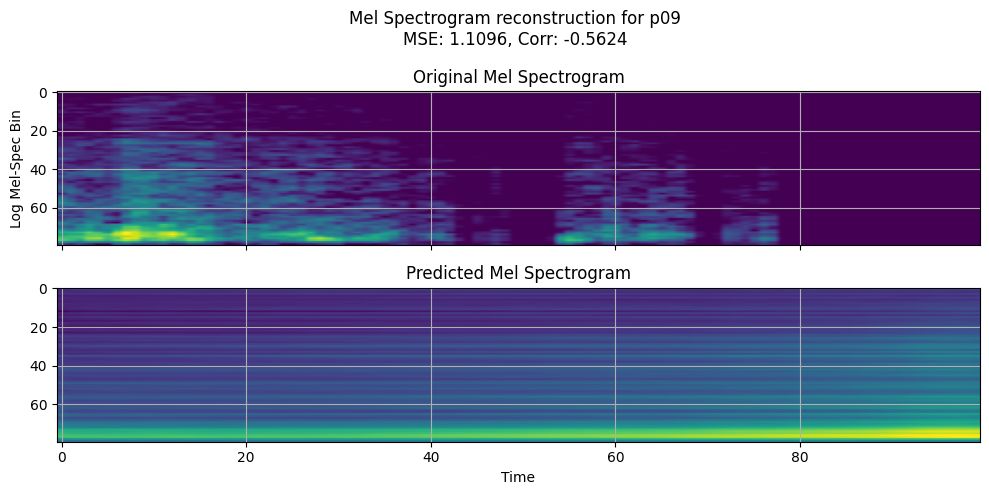 Mel Spectrogram reconstruction for p09
MSE: 1.1096, Corr: -0.5624
Original Mel Spectrogram
0
20
40
60
Log Mel-Spec Bin
Predicted Mel Spectrogram
0
20
40
60
0 20 40 60 80
Time